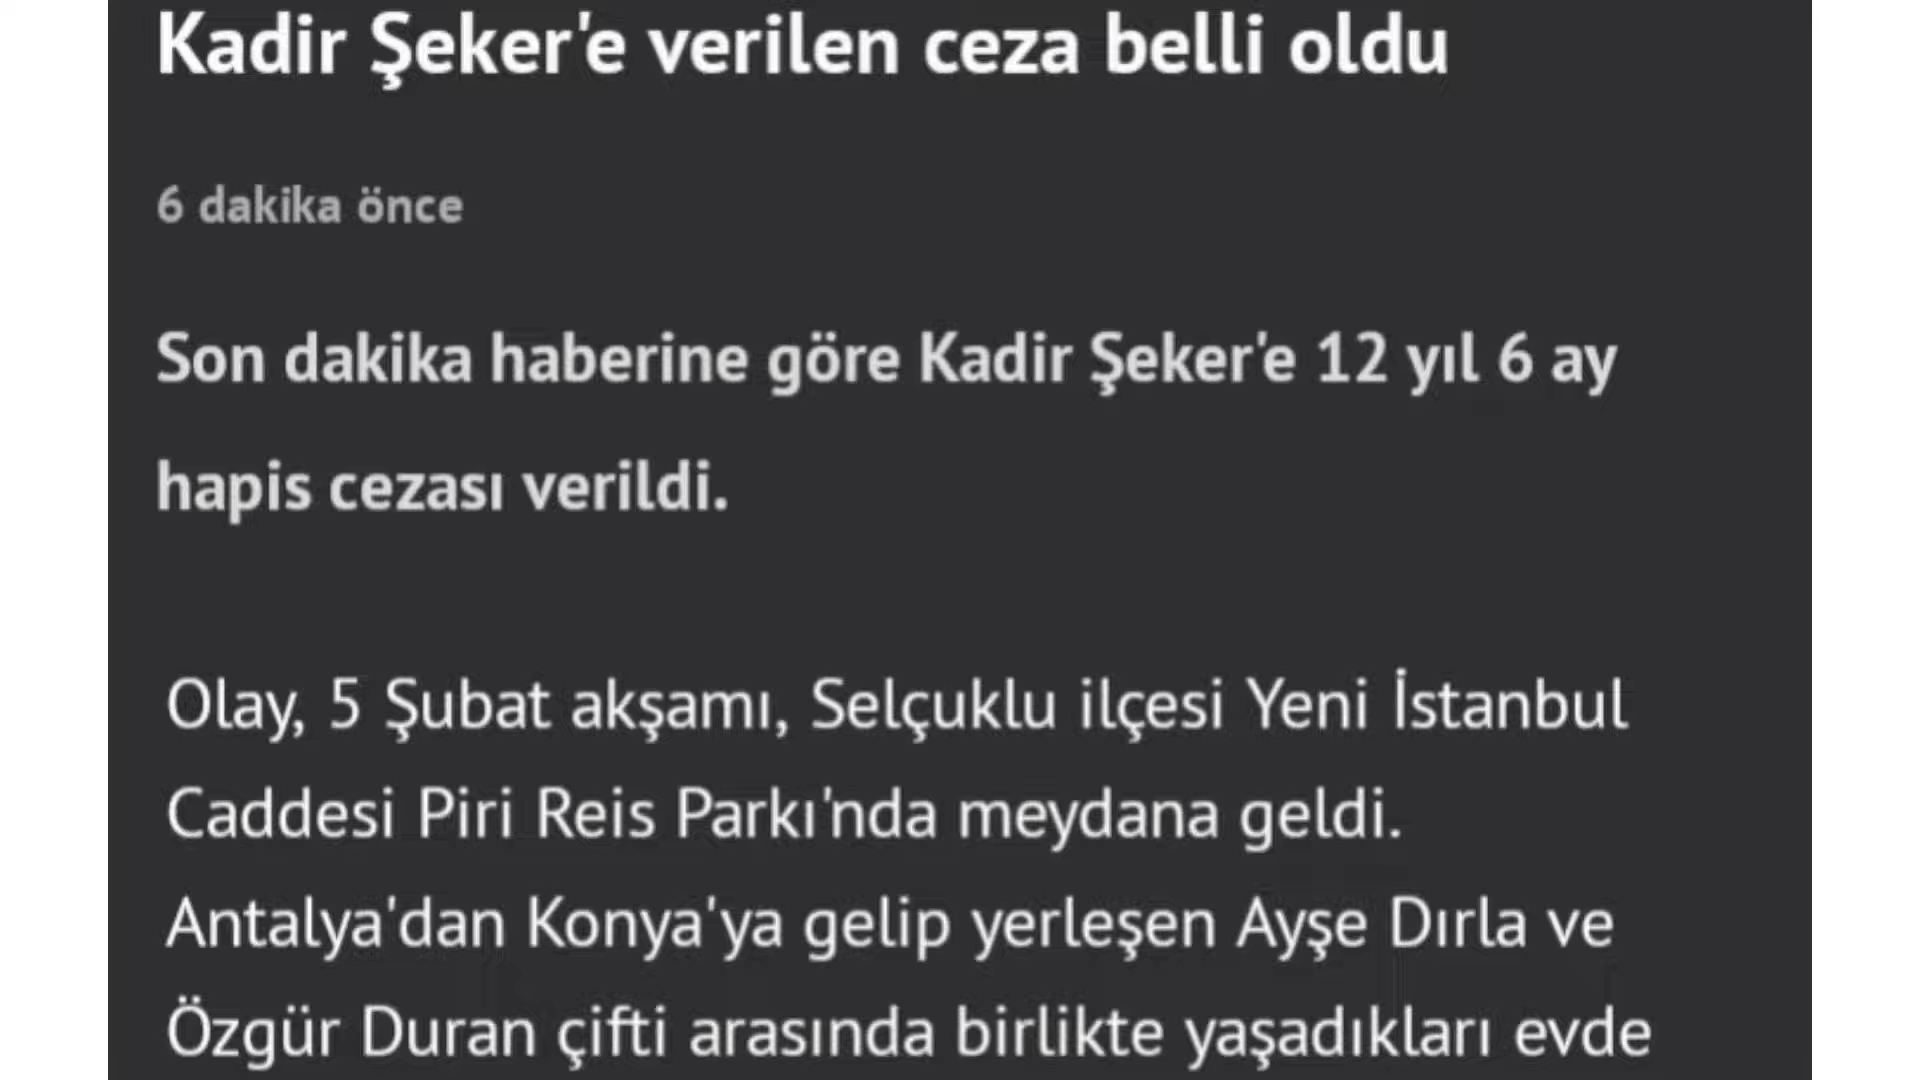 Kadir Şeker'e verilen ceza belli oldu
6 dakika önce
Son dakika haberine göre Kadir Şeker'e 12 yıl 6 ay
hapis cezası verildi.
Olay, 5 Şubat akşamı, Selçuklu ilçesi Yeni İstanbul
Caddesi Piri Reis Parkı'nda meydana geldi.
Antalya'dan Konya'ya gelip yerleşen Ayşe Dırla ve
Özgür Duran çifti arasında birlikte yaşadıkları evde